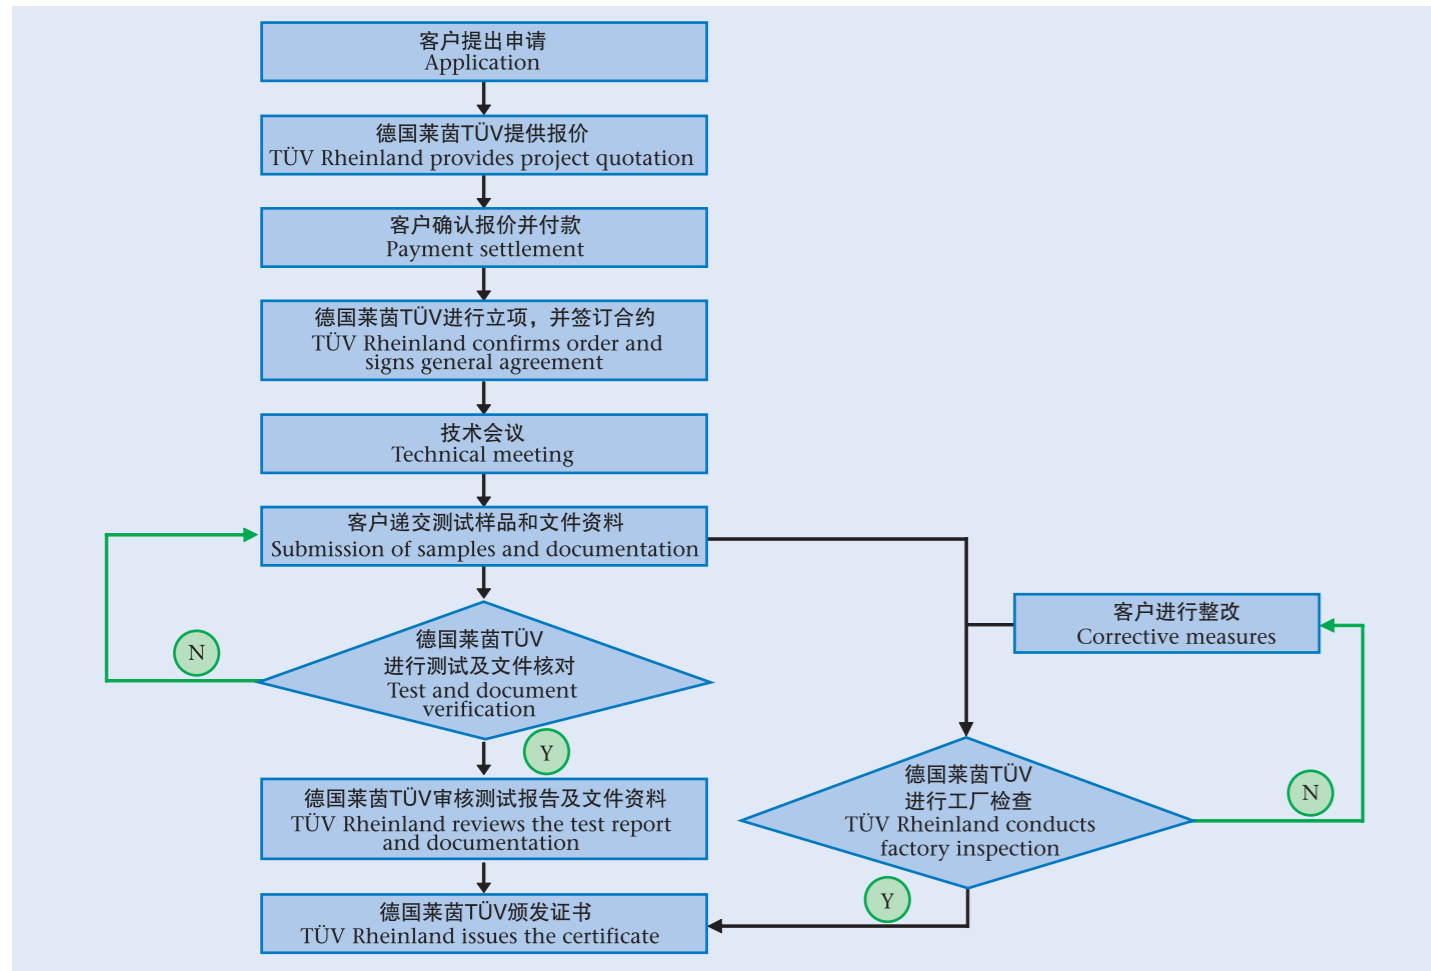 客户提出申请
Application
德国莱茵TÜV提供报价
TÜV Rheinland provides project quotation
客户确认报价并付款
Payment settlement
德国莱茵TÜV进行立项，并签订合约
TÜV Rheinland confirms order and
signs general agreement
技术会议
Technical meeting
客户递交测试样品和文件资料
Submission of samples and documentation
客户进行整改
Corrective measures
德国莱茵TÜV
进行测试及文件核对
Test and document
verification
N
Y
德国莱茵TÜV
进行工厂检查
TÜV Rheinland conducts
factory inspection
N
Y
德国莱茵TÜV审核测试报告及文件资料
TÜV Rheinland reviews the test report
and documentation
德国莱茵TÜV颁发证书
TÜV Rheinland issues the certificate